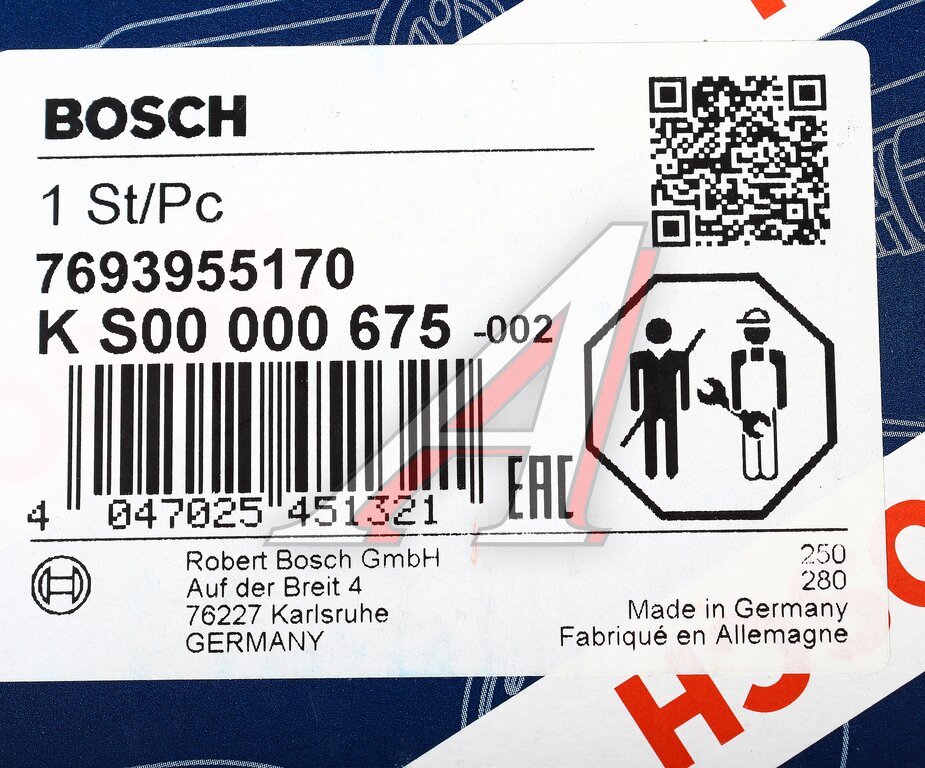 BOSCH
1 St/Pc
7693955170
K S00 000 675 -002
4 047025 451321
EAC
Robert Bosch GmbH
Auf der Breit 4
76227 Karlsruhe
GERMANY
250
280
Made in Germany
Fabriqué en Allemagne